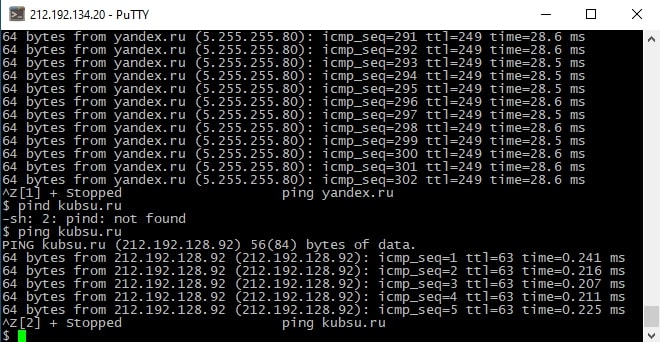 212.192.134.20 - PuTTY
64 bytes from yandex.ru (5.255.255.80): icmp_seq=291 ttl=249 time=28.6 ms
64 bytes from yandex.ru (5.255.255.80): icmp_seq=292 ttl=249 time=28.6 ms
64 bytes from yandex.ru (5.255.255.80): icmp_seq=293 ttl=249 time=28.5 ms
64 bytes from yandex.ru (5.255.255.80): icmp_seq=294 ttl=249 time=28.5 ms
64 bytes from yandex.ru (5.255.255.80): icmp_seq=295 ttl=249 time=28.5 ms
64 bytes from yandex.ru (5.255.255.80): icmp_seq=296 ttl=249 time=28.6 ms
64 bytes from yandex.ru (5.255.255.80): icmp_seq=297 ttl=249 time=28.5 ms
64 bytes from yandex.ru (5.255.255.80): icmp_seq=298 ttl=249 time=28.6 ms
64 bytes from yandex.ru (5.255.255.80): icmp_seq=299 ttl=249 time=28.5 ms
64 bytes from yandex.ru (5.255.255.80): icmp_seq=300 ttl=249 time=28.6 ms
64 bytes from yandex.ru (5.255.255.80): icmp_seq=301 ttl=249 time=28.6 ms
64 bytes from yandex.ru (5.255.255.80): icmp_seq=302 ttl=249 time=28.6 ms
^Z[1] + Stopped                    ping yandex.ru
$ pind kubsu.ru
-sh: 2: pind: not found
$ ping kubsu.ru
PING kubsu.ru (212.192.128.92) 56(84) bytes of data.
64 bytes from 212.192.128.92 (212.192.128.92): icmp_seq=1 ttl=63 time=0.241 ms
64 bytes from 212.192.128.92 (212.192.128.92): icmp_seq=2 ttl=63 time=0.216 ms
64 bytes from 212.192.128.92 (212.192.128.92): icmp_seq=3 ttl=63 time=0.207 ms
64 bytes from 212.192.128.92 (212.192.128.92): icmp_seq=4 ttl=63 time=0.211 ms
64 bytes from 212.192.128.92 (212.192.128.92): icmp_seq=5 ttl=63 time=0.225 ms
^Z[2] + Stopped                    ping kubsu.ru
$